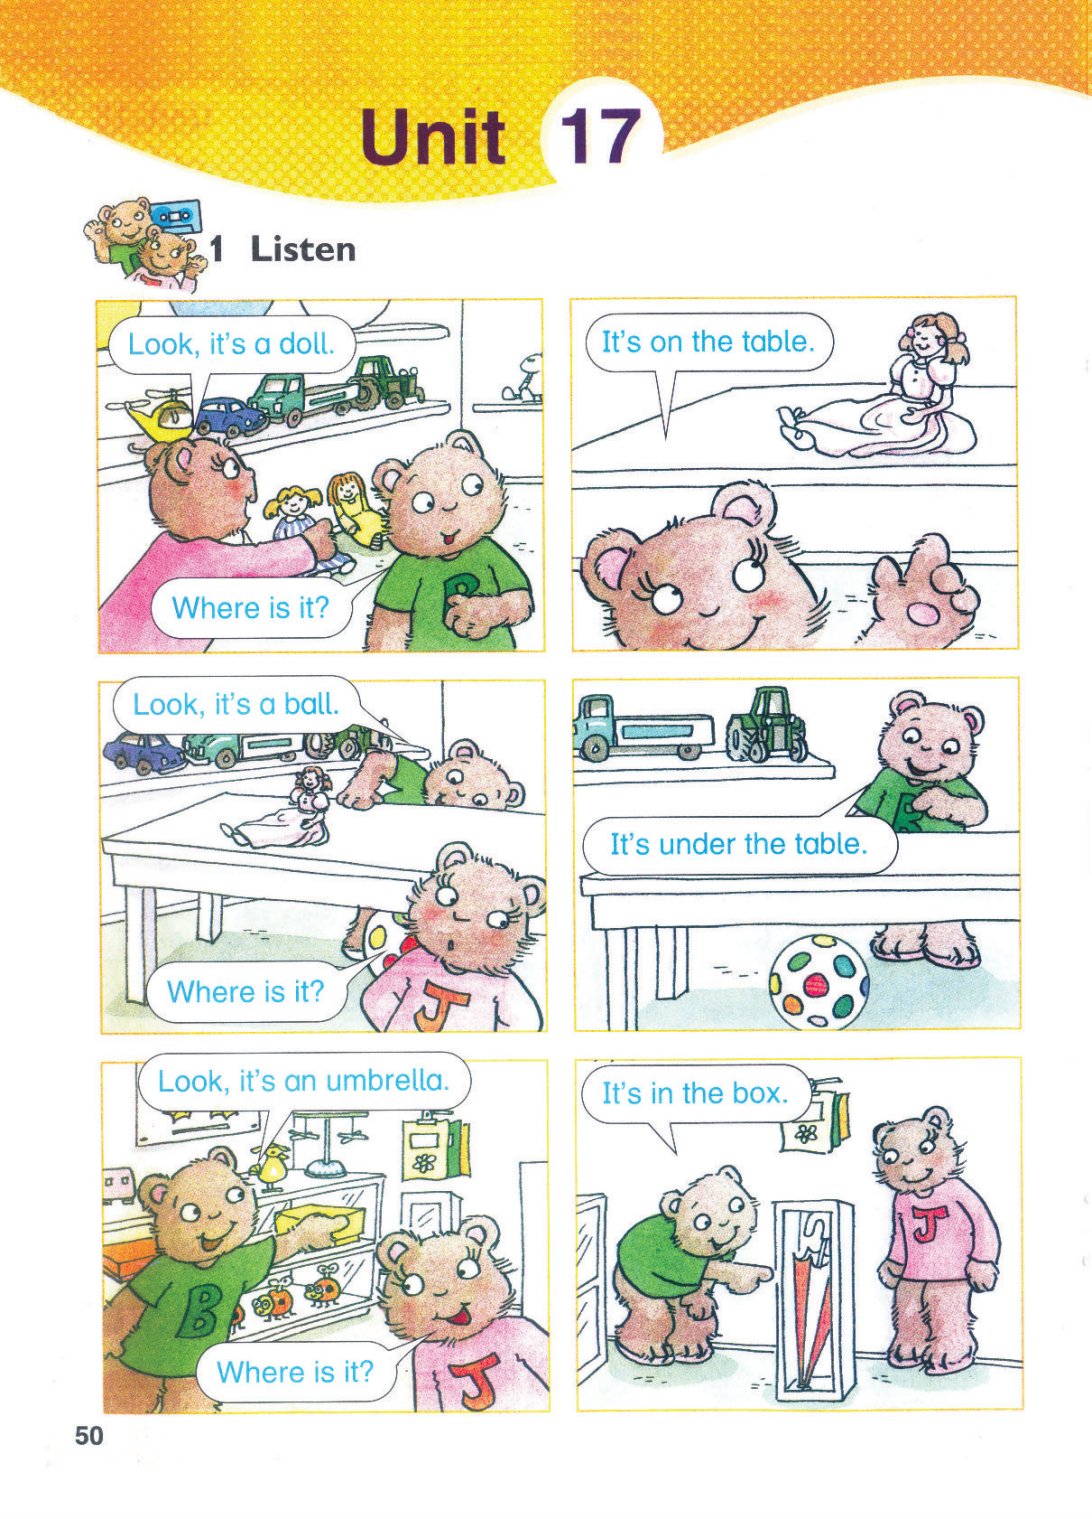 Unit 17
1 Listen
Look, it's a doll.
Where is it?
It's on the table.
Look, it's a ball.
J
Where is it?
It's under the table.
B
Look, it's an umbrella.
B
Where is it?
J
It's in the box.
J
50